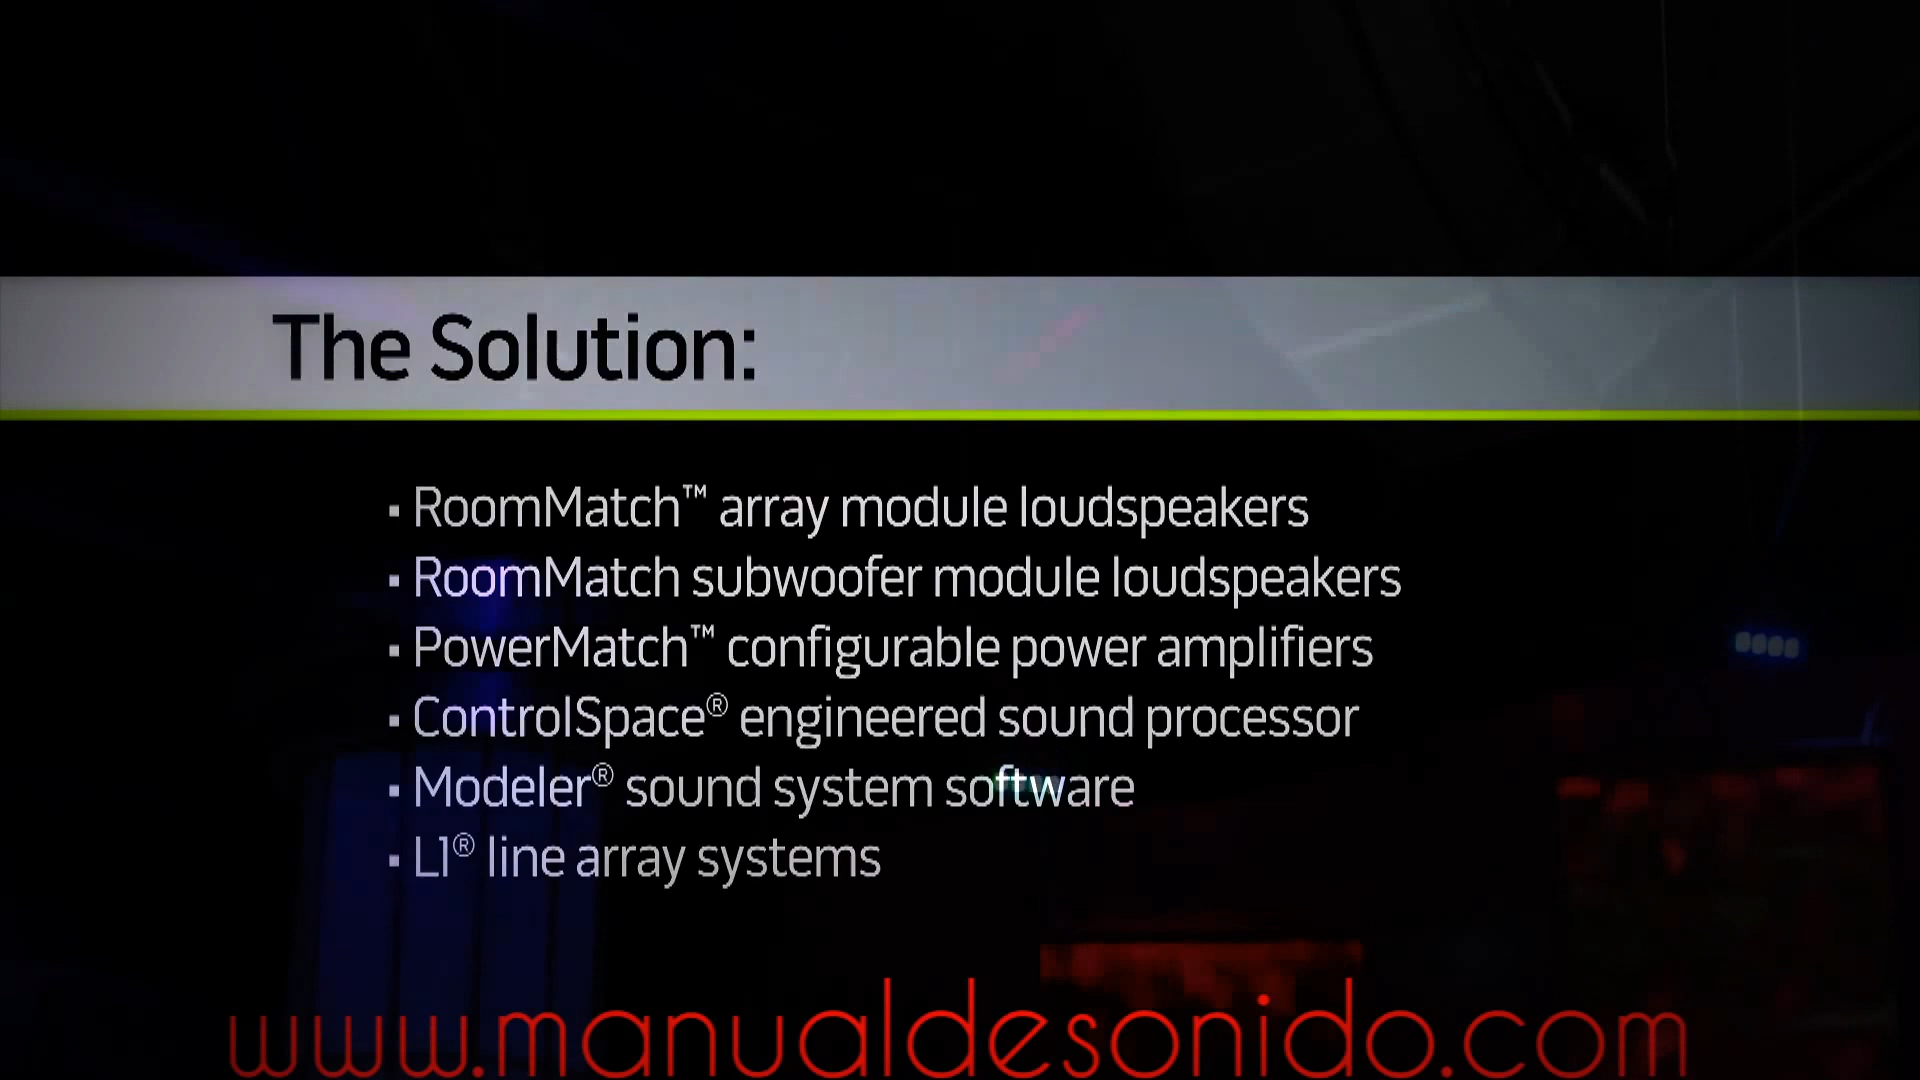 The Solution:
▪ RoomMatch™ array module loudspeakers
▪ RoomMatch subwoofer module loudspeakers
▪ PowerMatch™ configurable power amplifiers
▪ ControlSpace® engineered sound processor
▪ Modeler® sound system software
▪ L1® line array systems
www.manualdesonido.com